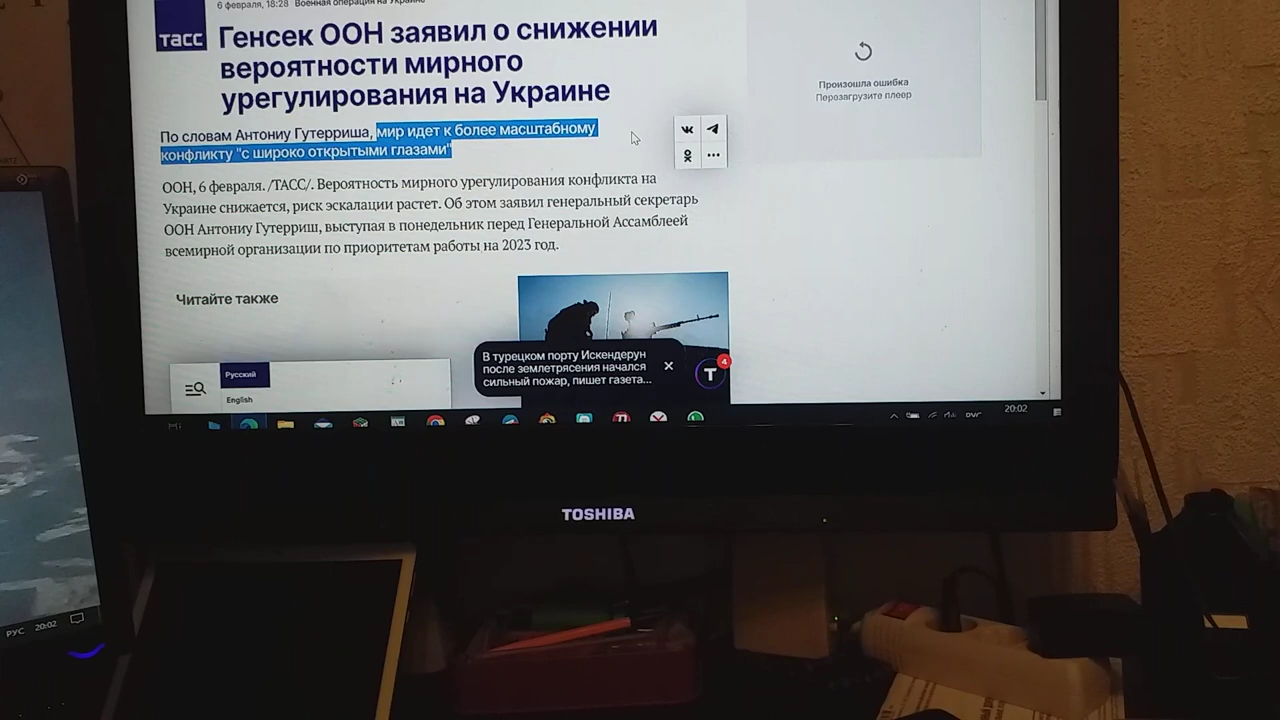 6 февраля, 18:28 Военная операция на Украине
ТАСС
Генсек ООН заявил о снижении
вероятности мирного
урегулирования на Украине
По словам Антониу Гутерриша, мир идет к более масштабному
конфликту "с широко открытыми глазами"
ООН, 6 февраля. /ТАСС/. Вероятность мирного урегулирования конфликта на
Украине снижается, риск эскалации растет. Об этом заявил генеральный секретарь
ООН Антониу Гутерриш, выступая в понедельник перед Генеральной Ассамблеей
всемирной организации по приоритетам работы на 2023 год.
Читайте также
Произошла ошибка
Перезагрузите плеер
В турецком порту Искендерун
после землетрясения начался
сильный пожар, пишет газета...
T
4
Русский
English
РУС
20:02
TOSHIBA
РУС 20:02